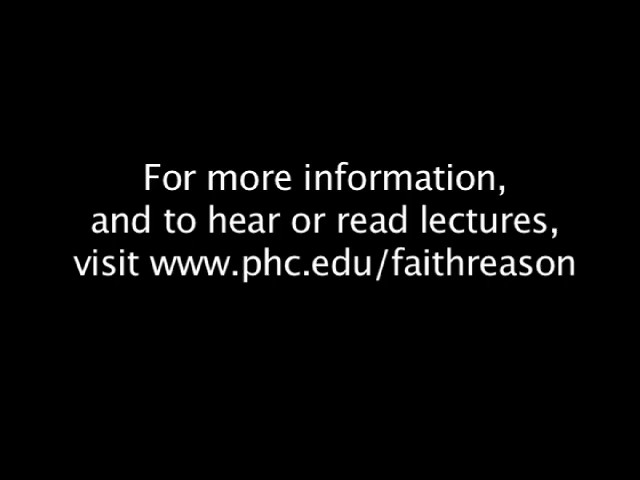 For more information,
and to hear or read lectures,
visit www.phc.edu/faithreason